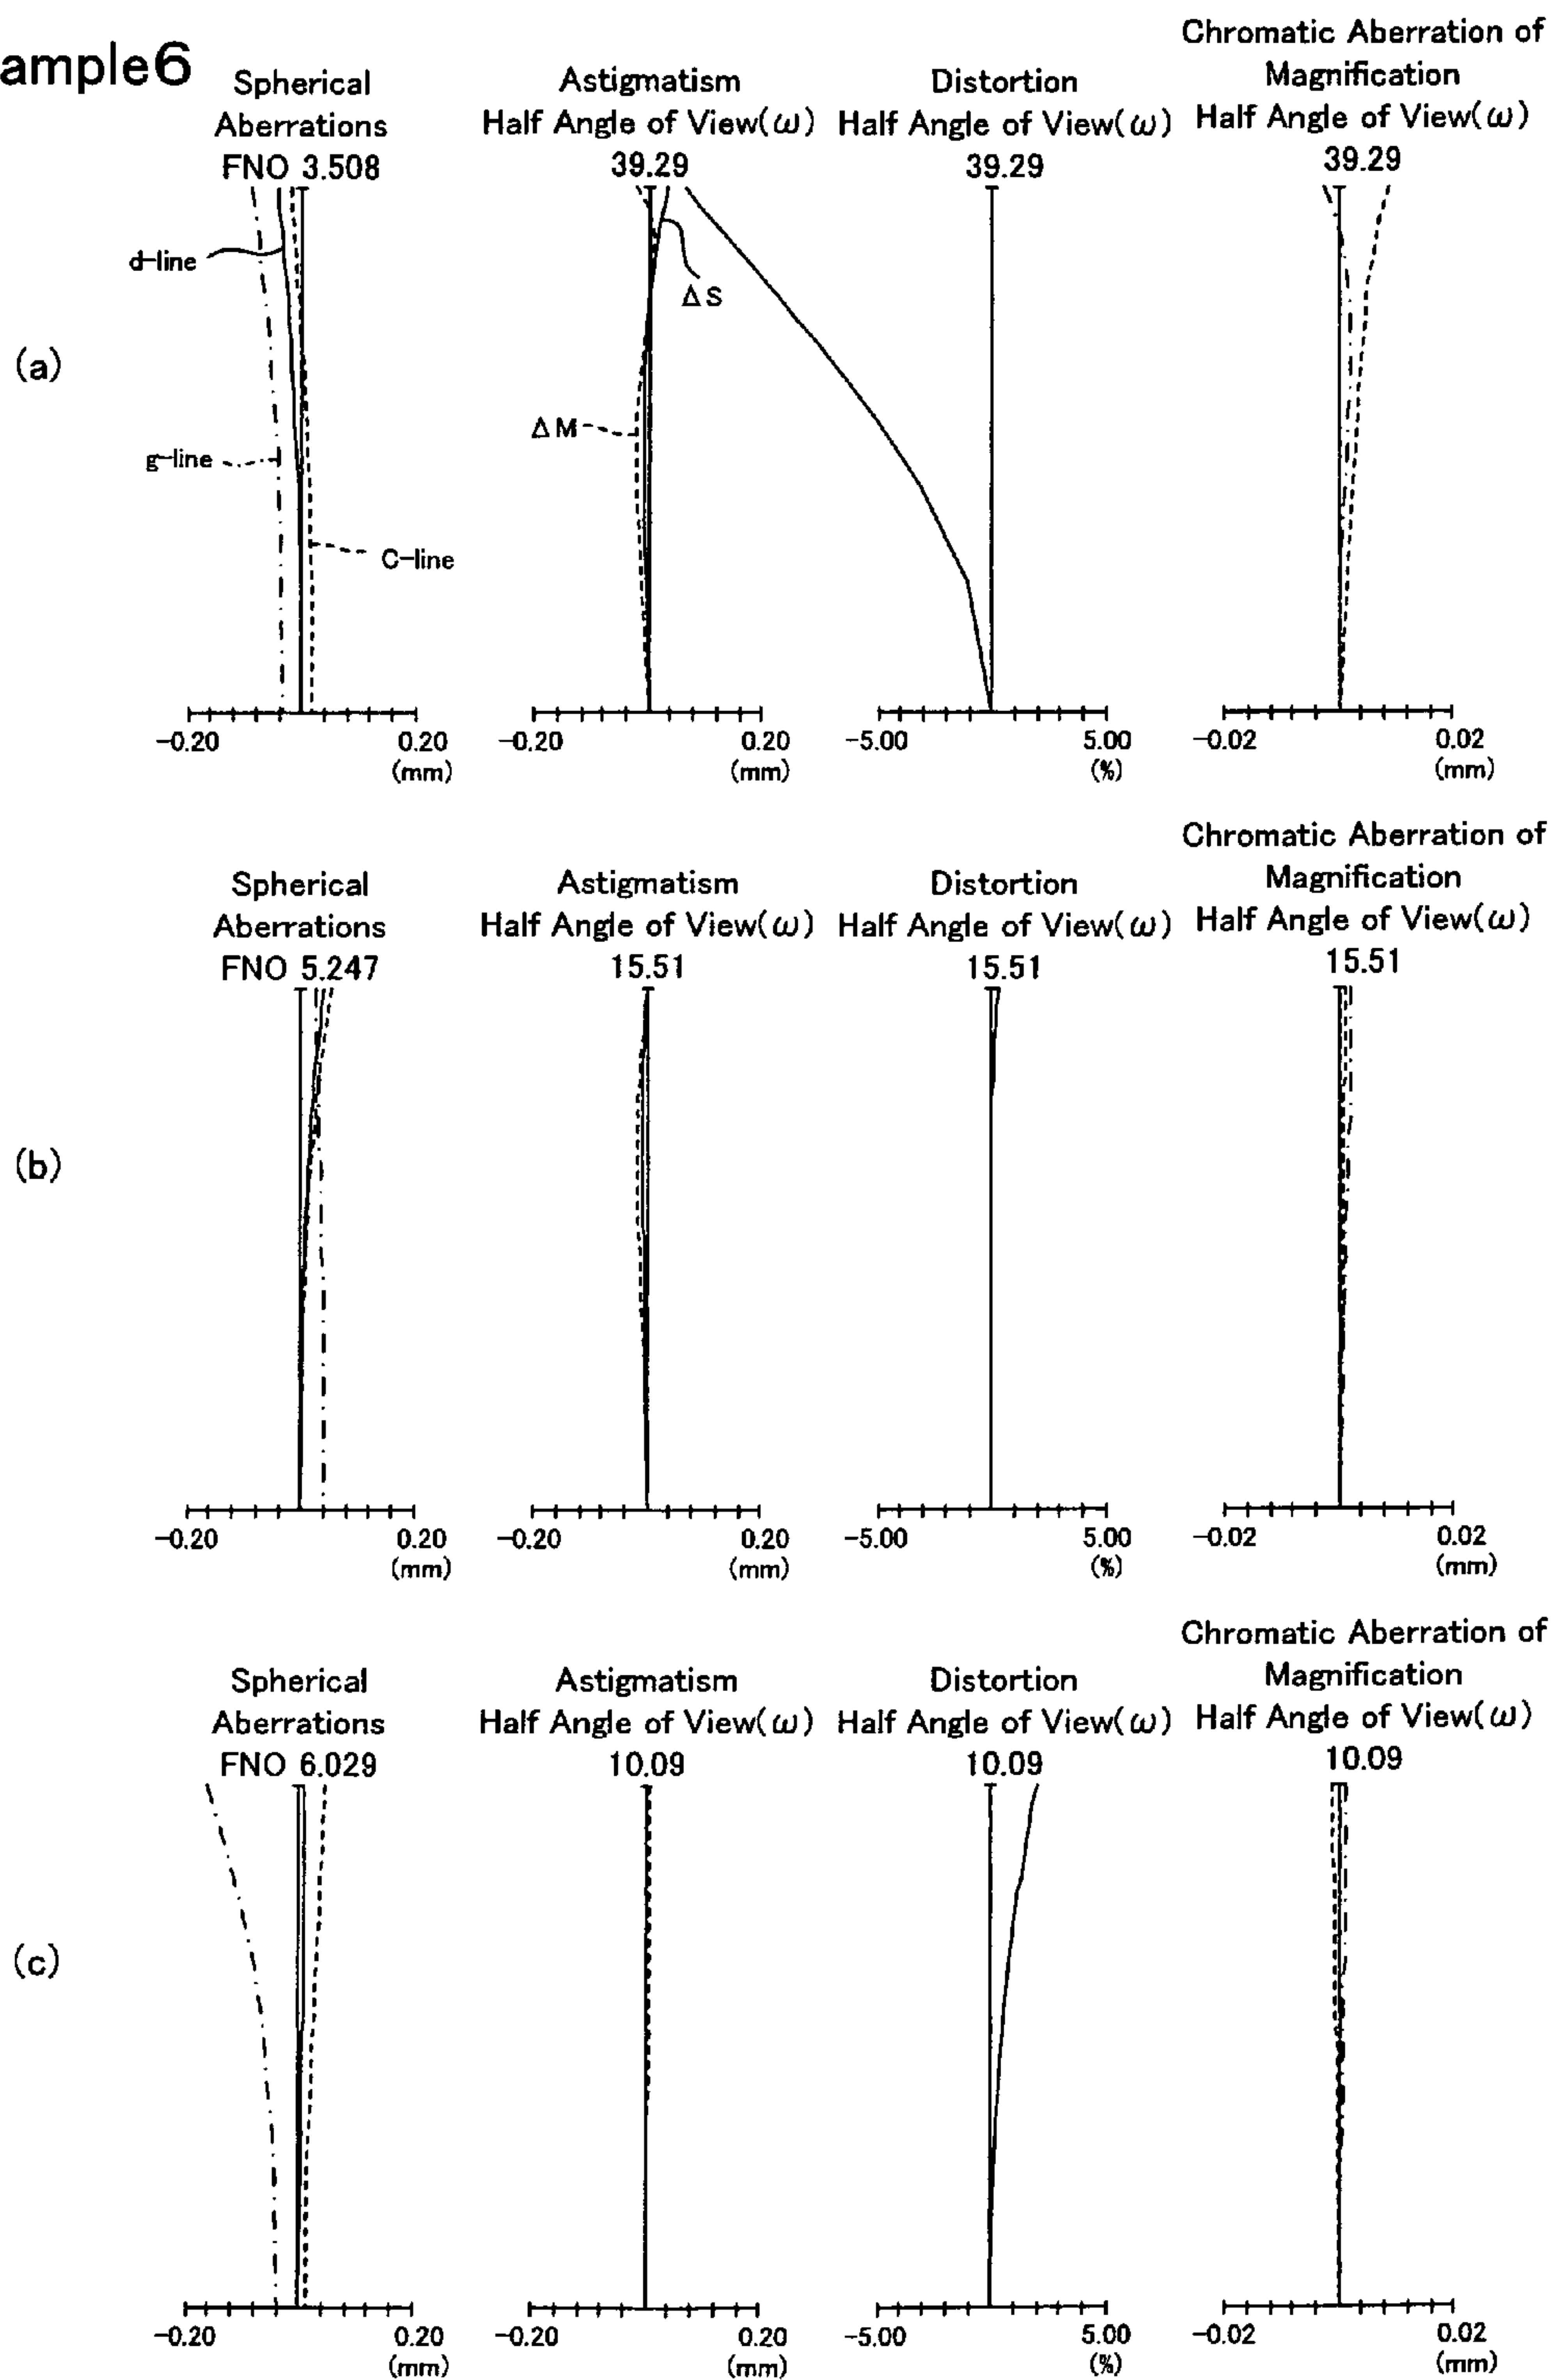 ample6
Spherical
Aberrations
FNO 3.508
Astigmatism
Half Angle of View(ω)
39.29
Distortion
Half Angle of View(ω)
39.29
Chromatic Aberration of
Magnification
Half Angle of View(ω)
39.29
(a)
d-line
g-line
C-line
ΔS
ΔM
-0.20
0.20
(mm)
-0.20
0.20
(mm)
-5.00
5.00
(%)
-0.02
0.02
(mm)
Spherical
Aberrations
FNO 5.247
Astigmatism
Half Angle of View(ω)
15.51
Distortion
Half Angle of View(ω)
15.51
Chromatic Aberration of
Magnification
Half Angle of View(ω)
15.51
(b)
-0.20
0.20
(mm)
-0.20
0.20
(mm)
-5.00
5.00
(%)
-0.02
0.02
(mm)
Spherical
Aberrations
FNO 6.029
Astigmatism
Half Angle of View(ω)
10.09
Distortion
Half Angle of View(ω)
10.09
Chromatic Aberration of
Magnification
Half Angle of View(ω)
10.09
(c)
-0.20
0.20
(mm)
-0.20
0.20
(mm)
-5.00
5.00
(%)
-0.02
0.02
(mm)